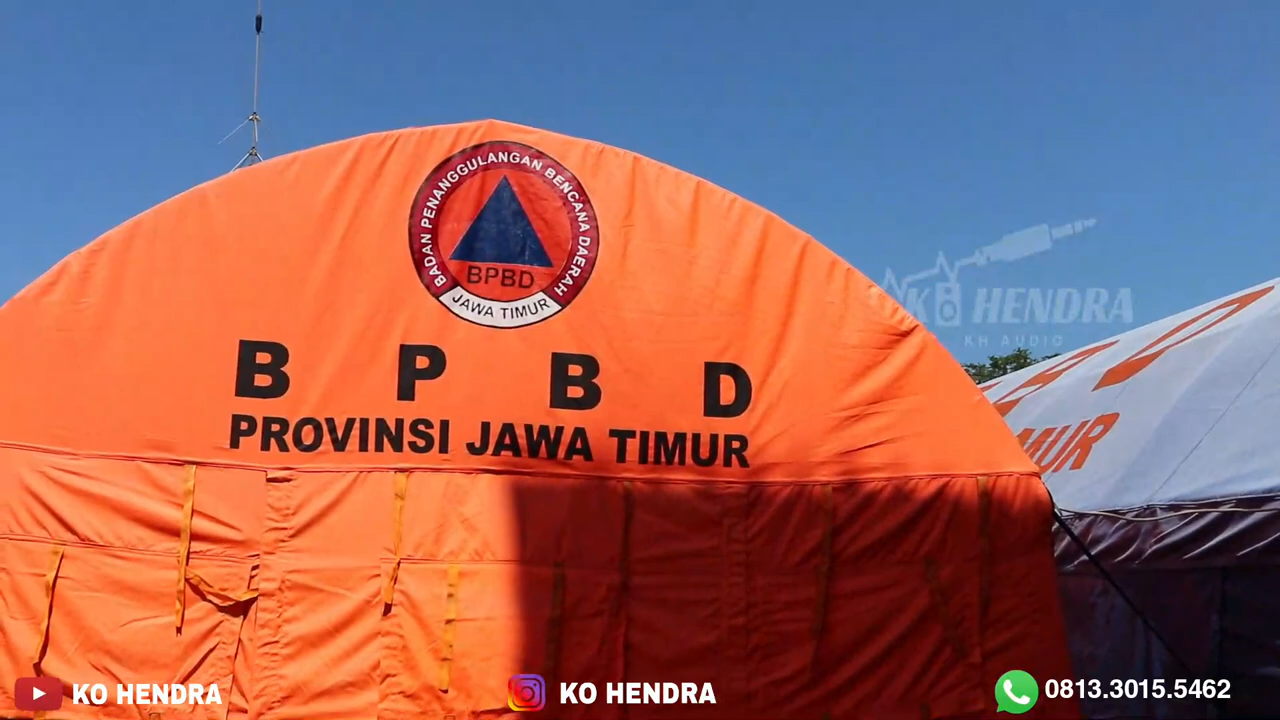 BADAN PENANGGULANGAN BENCANA DAERAH
BPBD
JAWA TIMUR
B P B D
PROVINSI JAWA TIMUR
KO HENDRA
KH AUDIO
MUR
KO HENDRA
KO HENDRA
0813.3015.5462